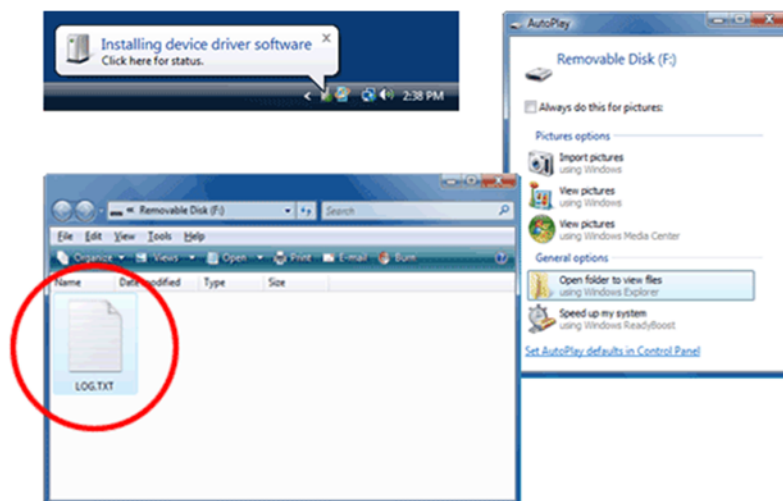 Installing device driver software
Click here for status.
2:38 PM
AutoPlay
Removable Disk (F:)
Always do this for pictures:
Pictures options
Import pictures
using Windows
View pictures
using Windows
View pictures
using Windows Media Center
General options
Open folder to view files
using Windows Explorer
Speed up my system
using Windows ReadyBoost
Set AutoPlay defaults in Control Panel
Removable Disk (F:)
Search
File Edit View Tools Help
Organize Views Open Print E-mail Burn
Name Date modified Type Size
LOG.TXT